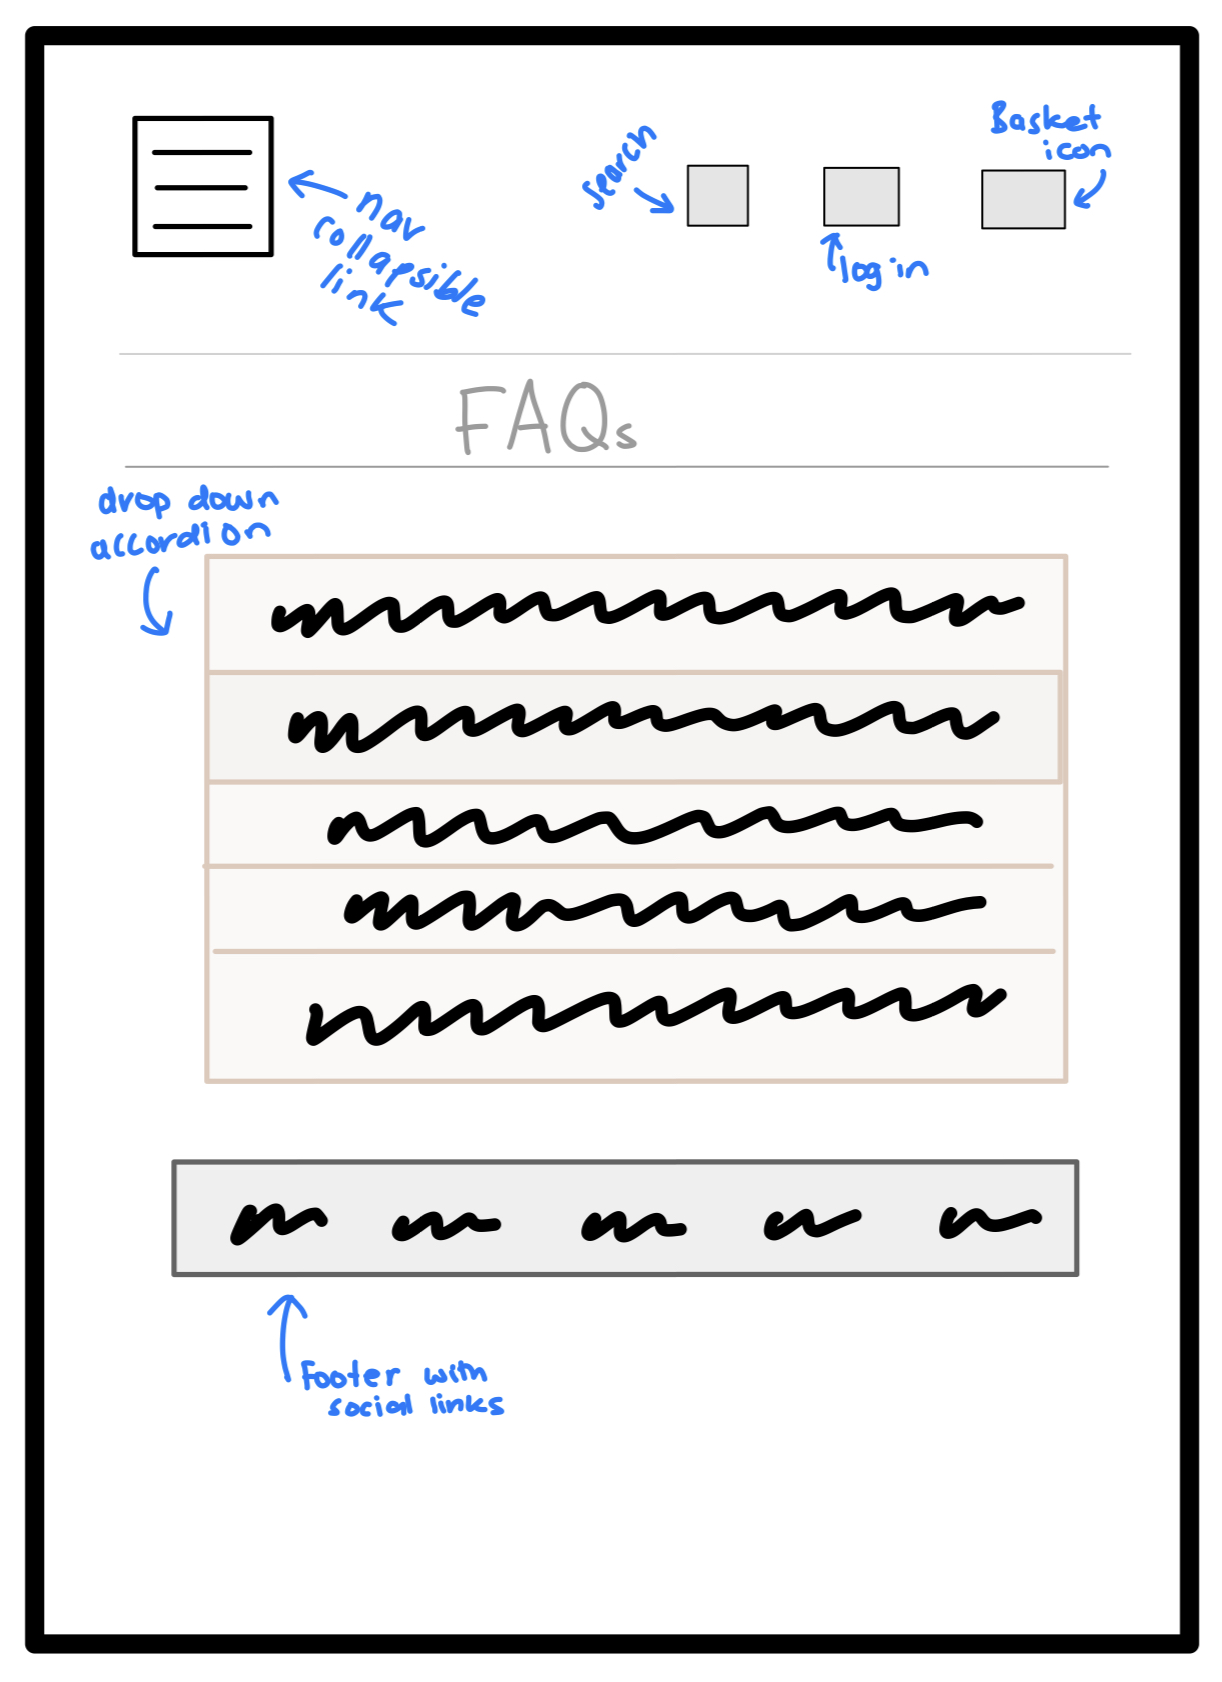 Basket
icon
search
nav
collapsible
link
log in
FAQs
drop down
accordion
Footer with
social links